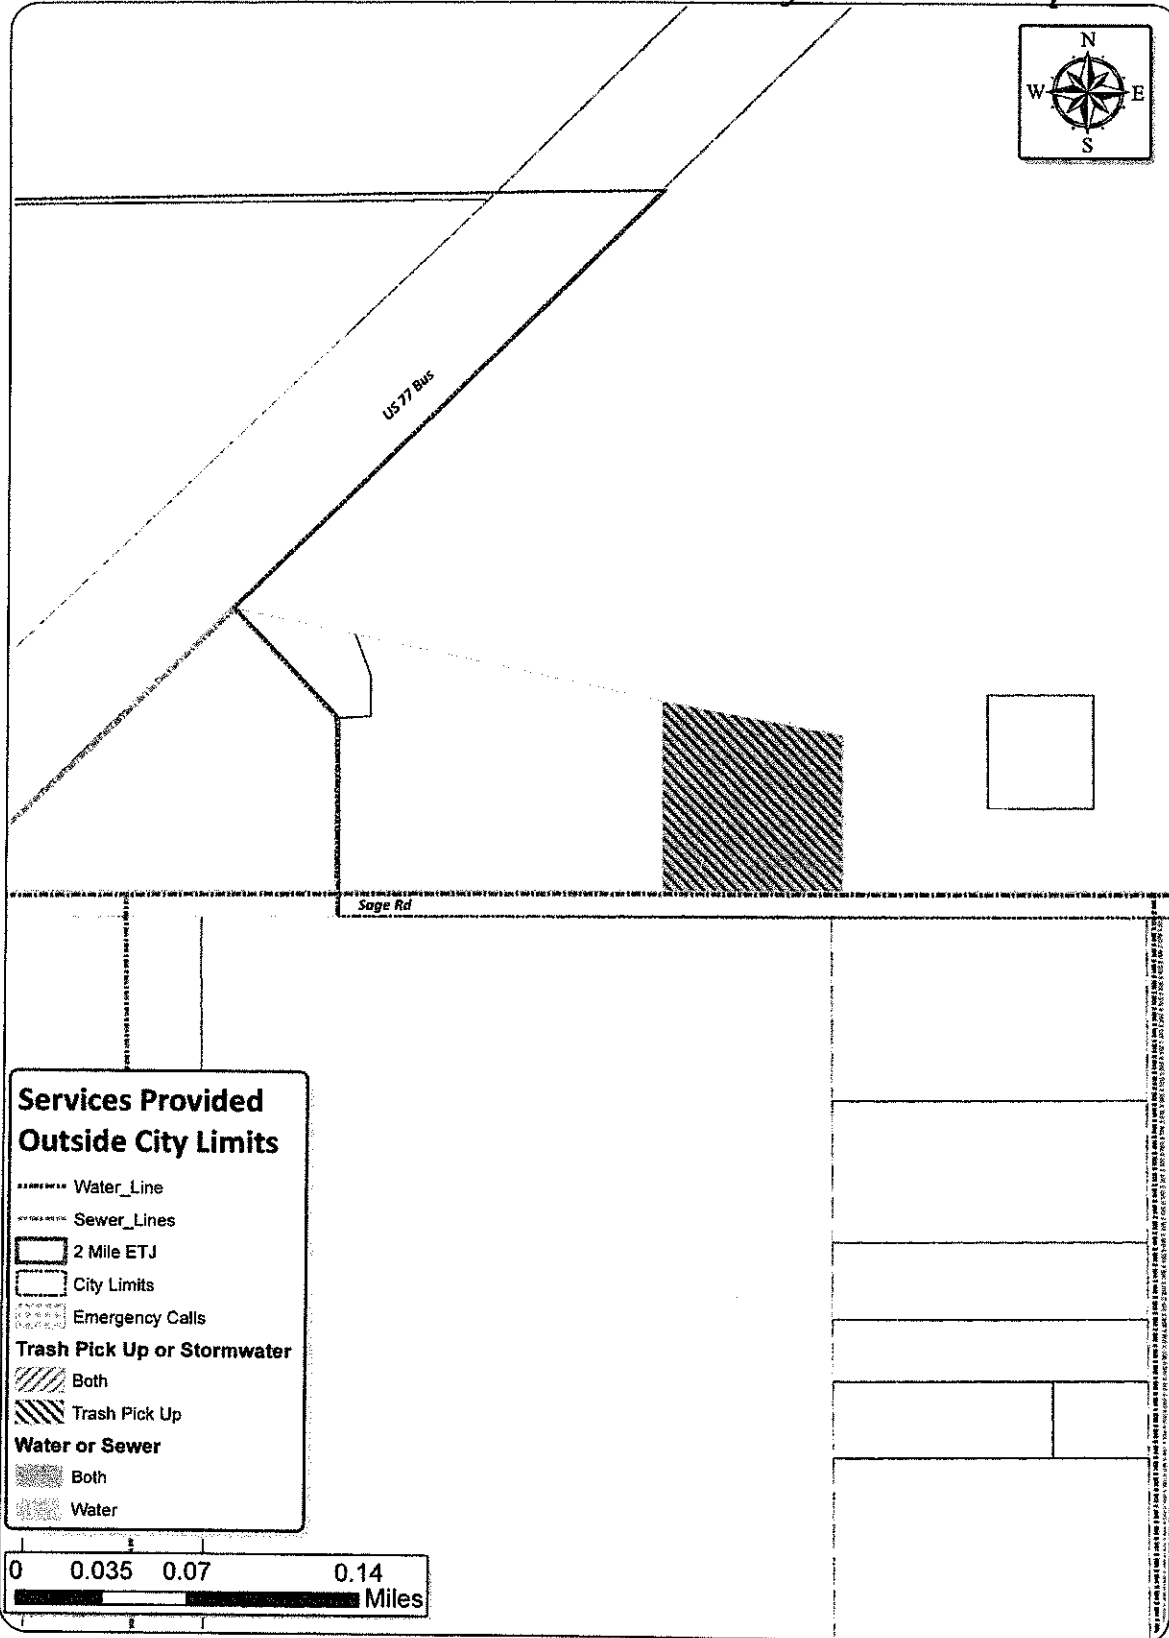 N
W E
S
US 77 Bus
Sage Rd
Services Provided
Outside City Limits
Water_Line
Sewer_Lines
2 Mile ETJ
City Limits
Emergency Calls
Trash Pick Up or Stormwater
Both
Trash Pick Up
Water or Sewer
Both
Water
0 0.035 0.07 0.14
Miles